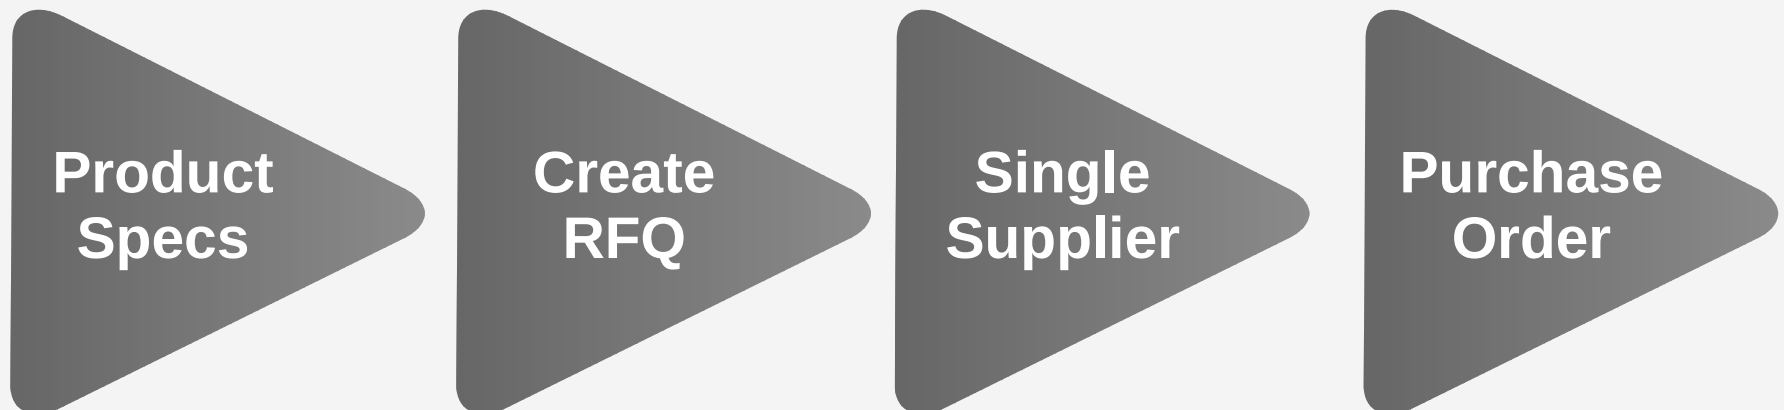 Product
Specs
Create
RFQ
Single
Supplier
Purchase
Order